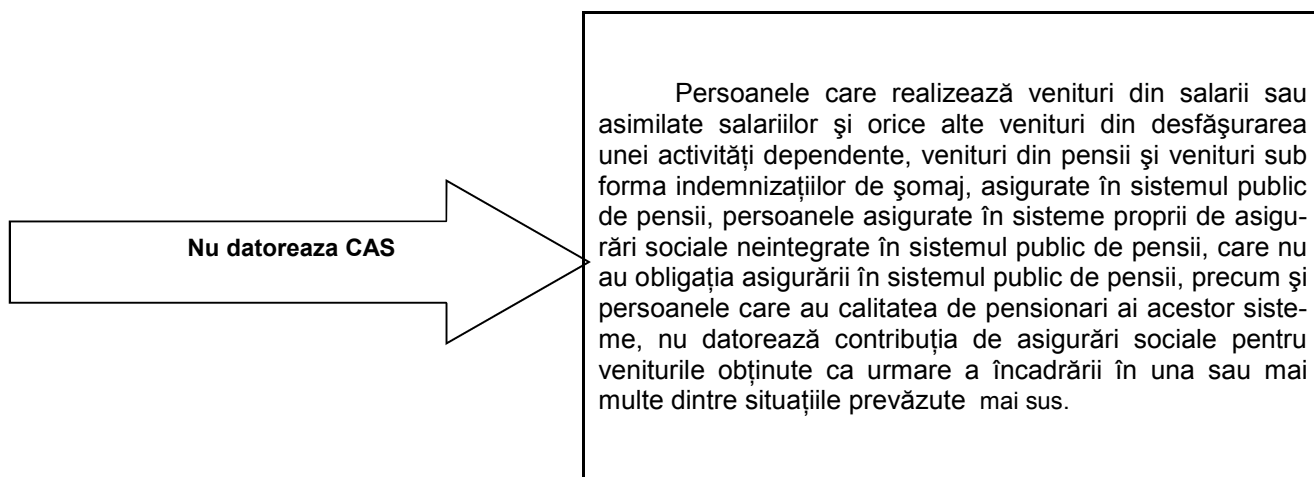 Nu datoreaza CAS
Persoanele care realizează venituri din salarii sau
asimilate salariilor şi orice alte venituri din desfăşurarea
unei activități dependente, venituri din pensii şi venituri sub
forma indemnizațiilor de şomaj, asigurate în sistemul public
de pensii, persoanele asigurate în sisteme proprii de asigu-
rări sociale neintegrate în sistemul public de pensii, care nu
au obligația asigurării în sistemul public de pensii, precum şi
persoanele care au calitatea de pensionari ai acestor siste-
me, nu datorează contribuția de asigurări sociale pentru
veniturile obținute ca urmare a încadrării în una sau mai
multe dintre situațiile prevăzute mai sus.